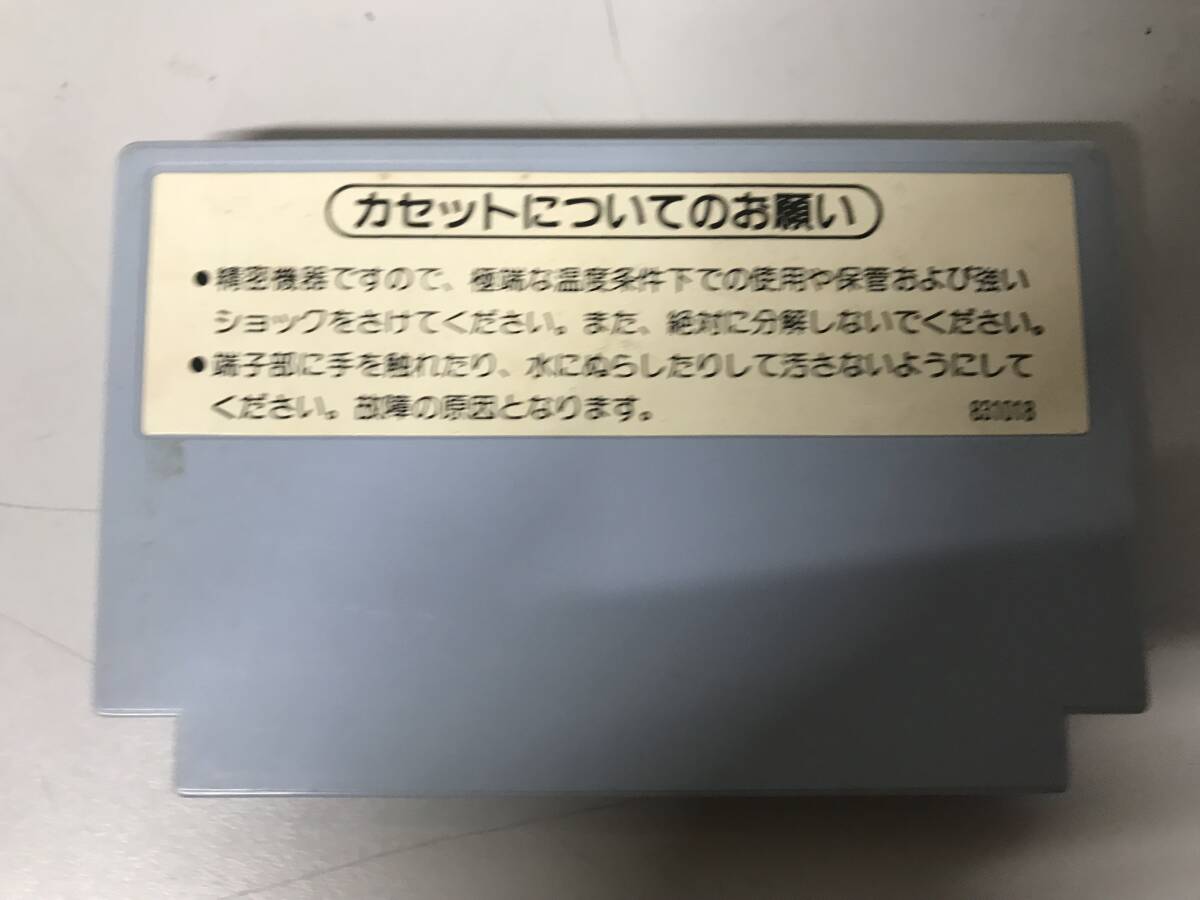 カセットについてのお願い
●精密機器ですので、極端な温度条件下での使用や保管および強い
ショックをさけてください。また、絶対に分解しないでください。
●端子部に手を触れたり、水にぬらしたりして汚さないようにして
ください。故障の原因となります。 831018